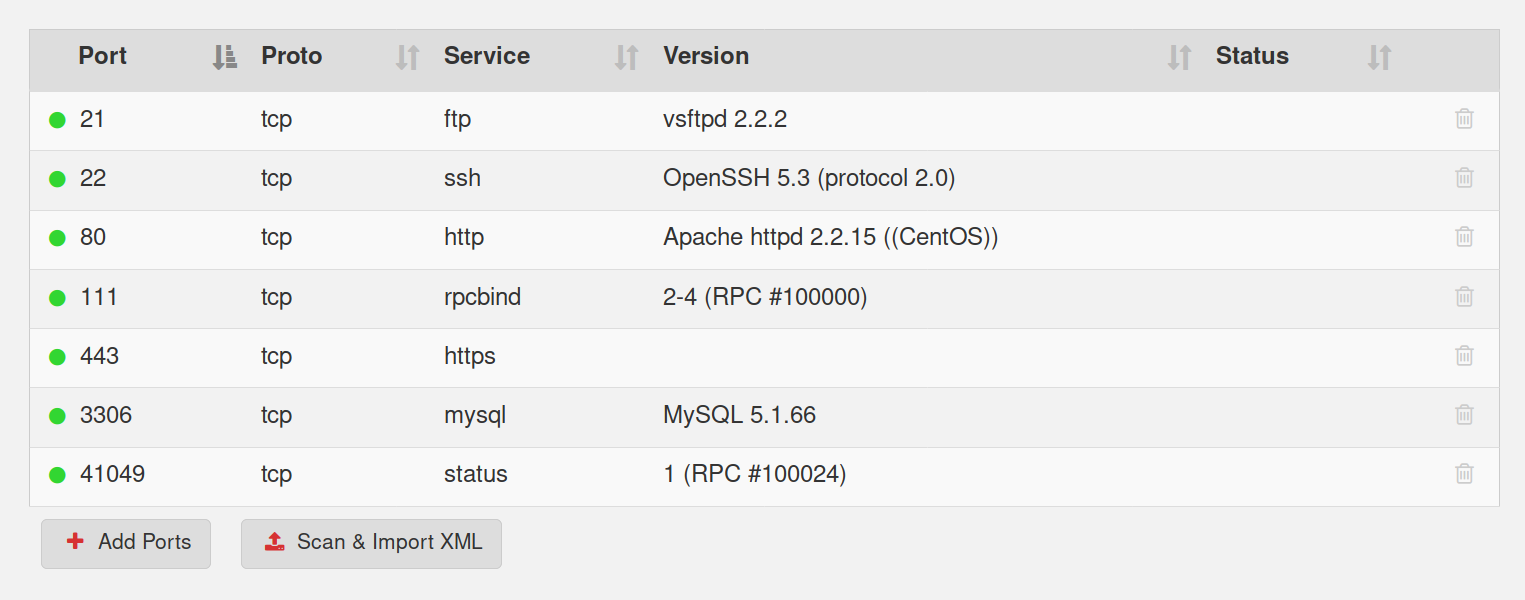 Port Proto Service Version Status
21 tcp ftp vsftpd 2.2.2
22 tcp ssh OpenSSH 5.3 (protocol 2.0)
80 tcp http Apache httpd 2.2.15 ((CentOS))
111 tcp rpcbind 2-4 (RPC #100000)
443 tcp https
3306 tcp mysql MySQL 5.1.66
41049 tcp status 1 (RPC #100024)
Add Ports Scan & Import XML